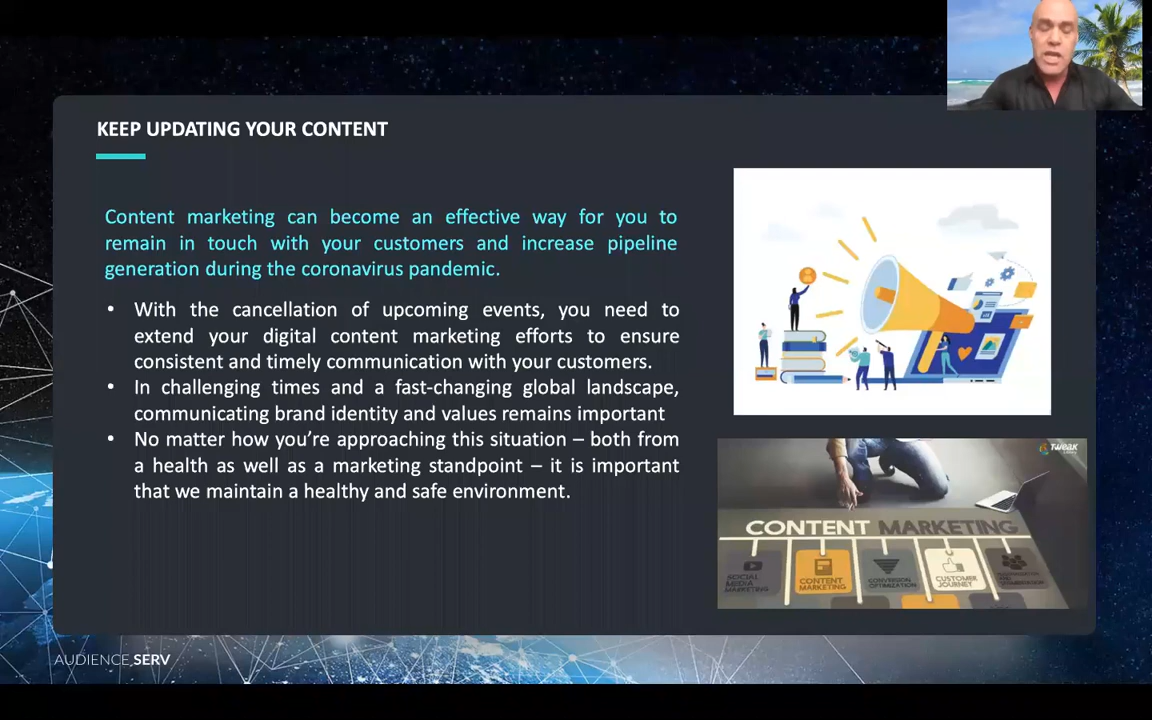 KEEP UPDATING YOUR CONTENT
Content marketing can become an effective way for you to
remain in touch with your customers and increase pipeline
generation during the coronavirus pandemic.
• With the cancellation of upcoming events, you need to
extend your digital content marketing efforts to ensure
consistent and timely communication with your customers.
• In challenging times and a fast-changing global landscape,
communicating brand identity and values remains important
• No matter how you’re approaching this situation – both from
a health as well as a marketing standpoint – it is important
that we maintain a healthy and safe environment.
TWEAK
CONTENT MARKETING
SOCIAL
MEDIA
MARKETING
CONTENT
MARKETING
CONVERSION
OPTIMIZATION
CUSTOMER
JOURNEY
AUDIENCE SERV